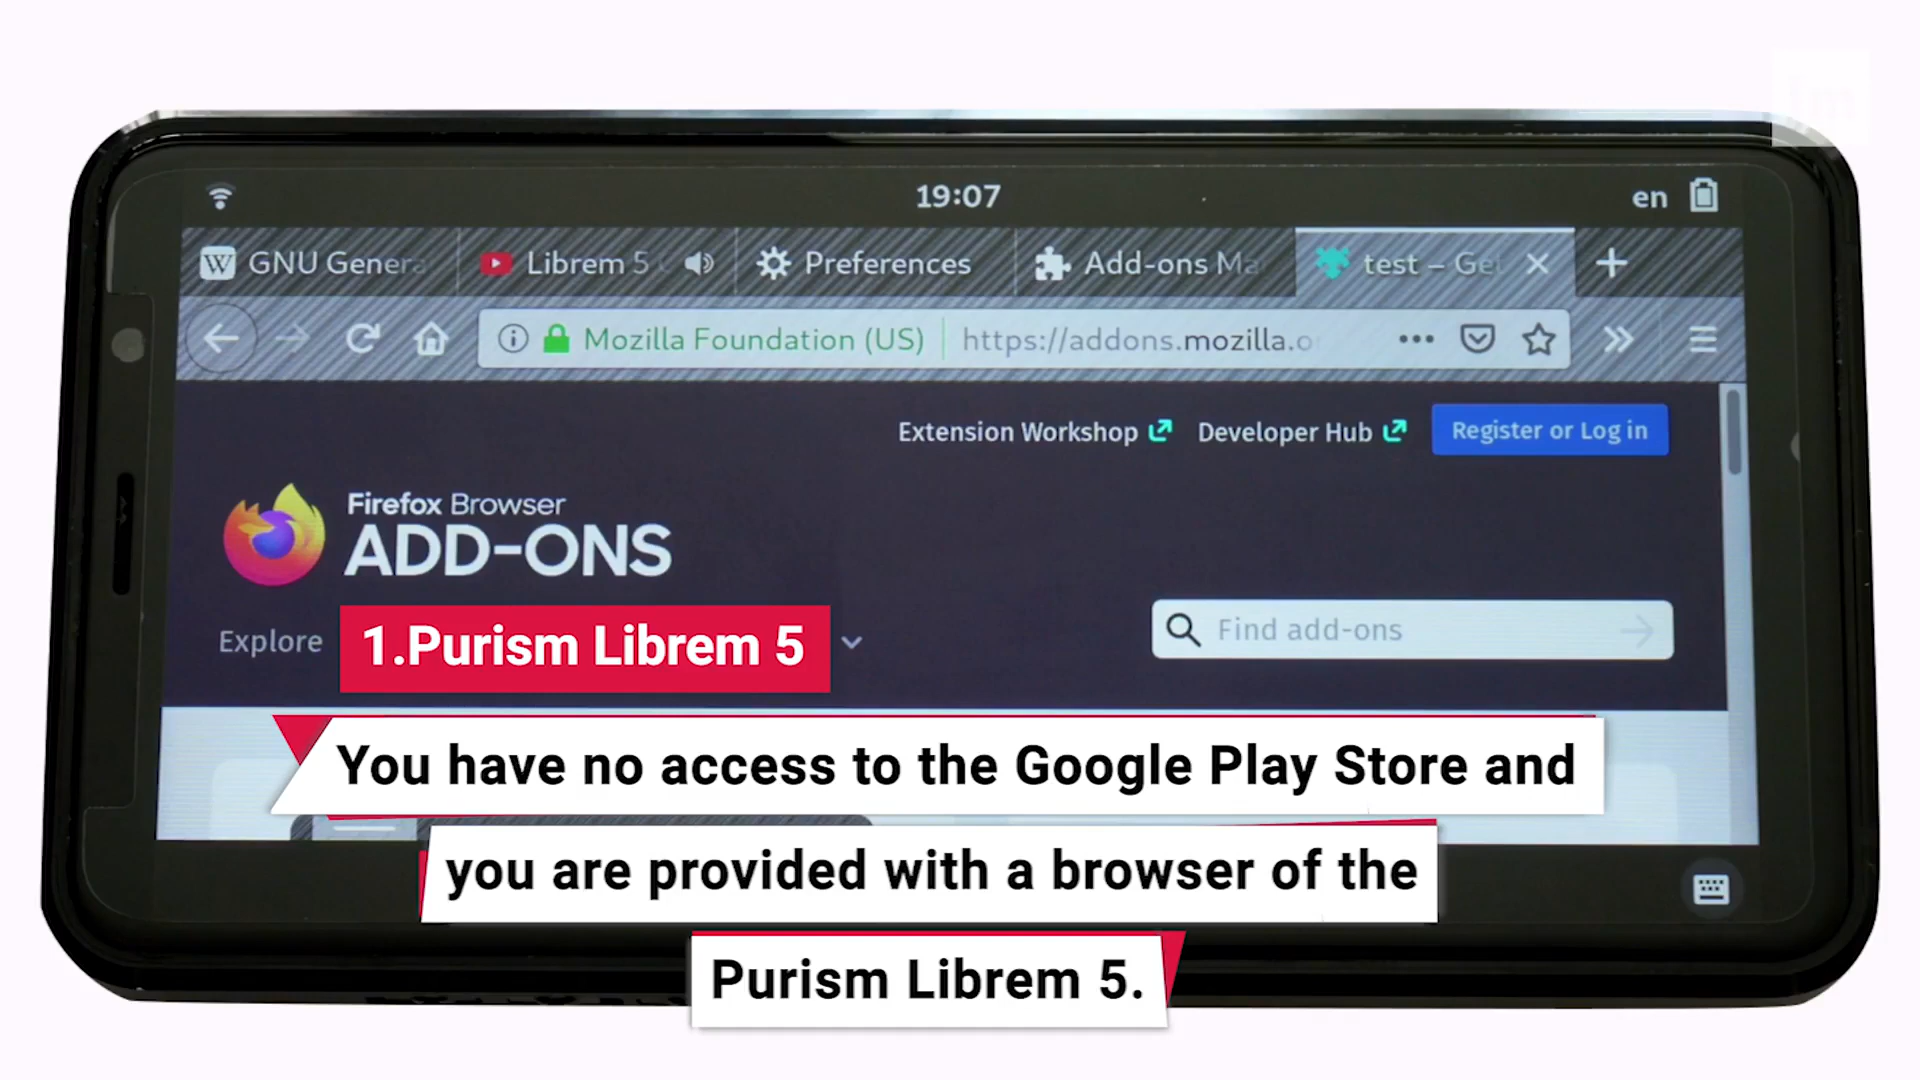 lm
19:07
en
GNU Genera
Librem 5
Preferences
Add-ons Ma
test – Get
Mozilla Foundation (US)
https://addons.mozilla.o
Extension Workshop
Developer Hub
Register or Log in
Firefox Browser
ADD-ONS
Explore
1.Purism Librem 5
Find add-ons
You have no access to the Google Play Store and
you are provided with a browser of the
Purism Librem 5.